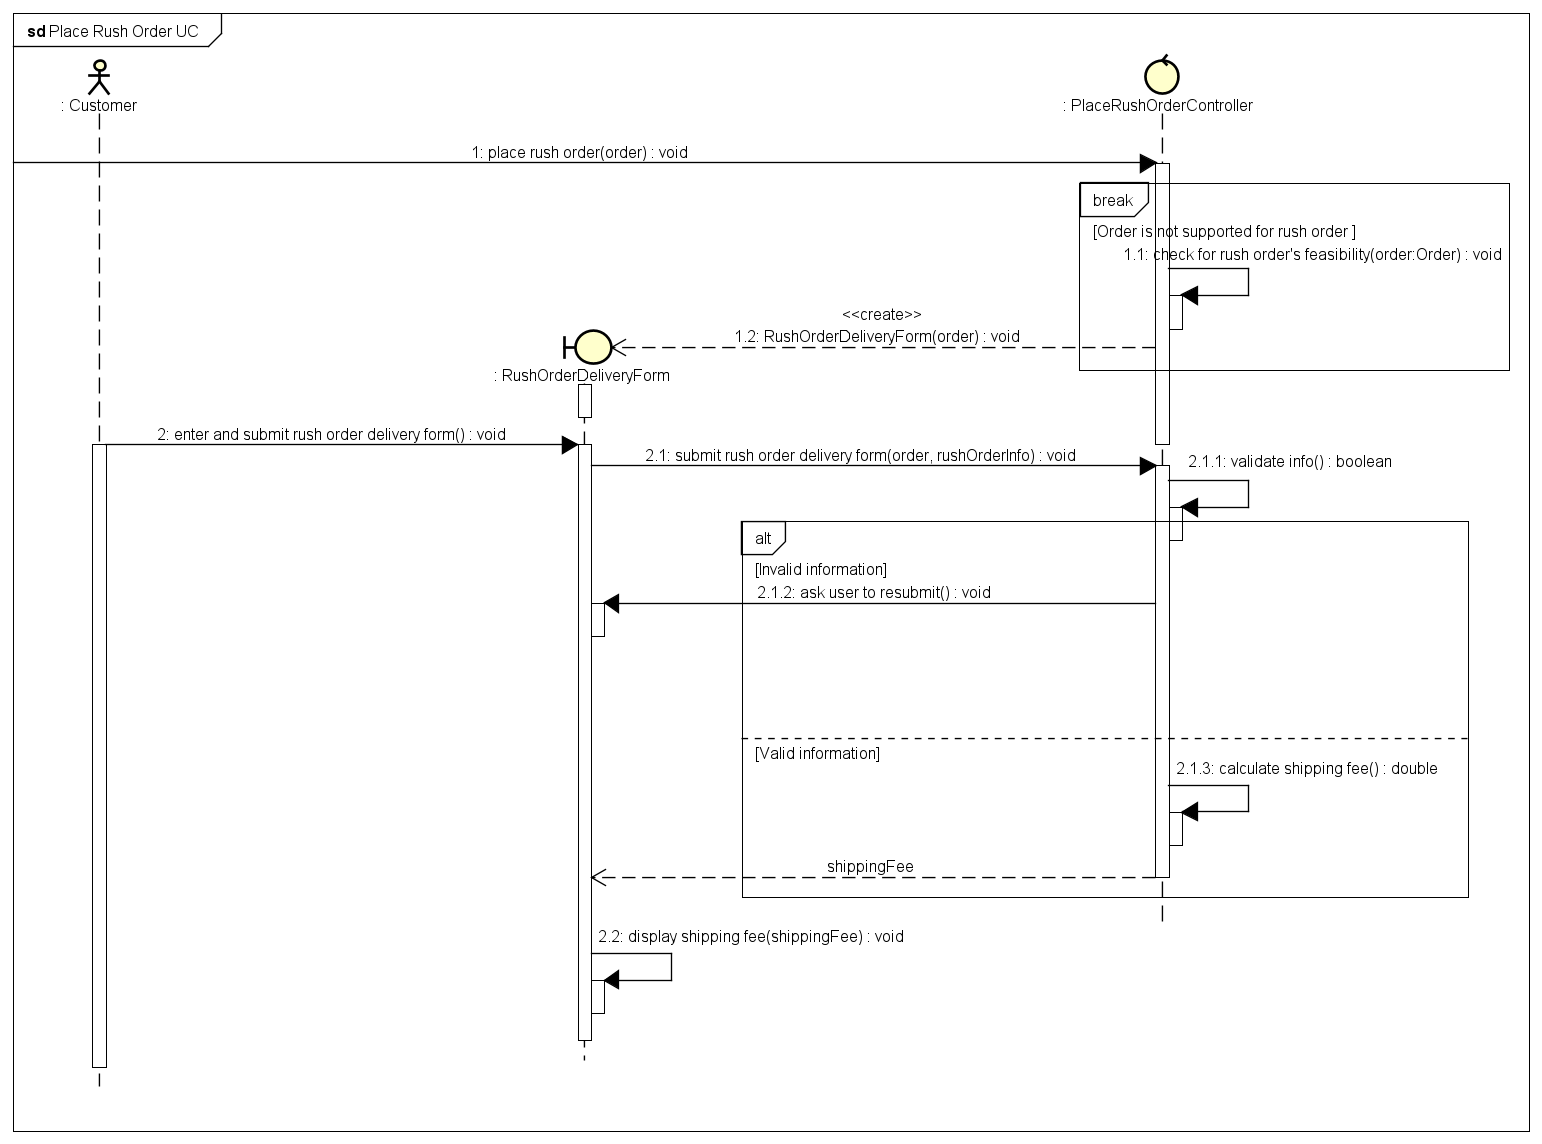 sd Place Rush Order UC
: Customer
: PlaceRushOrderController
1: place rush order(order) : void
break
[Order is not supported for rush order ]
1.1: check for rush order's feasibility(order:Order) : void
<<create>>
1.2: RushOrderDeliveryForm(order) : void
: RushOrderDeliveryForm
2: enter and submit rush order delivery form() : void
2.1: submit rush order delivery form(order, rushOrderInfo) : void
2.1.1: validate info() : boolean
alt
[Invalid information]
2.1.2: ask user to resubmit() : void
[Valid information]
2.1.3: calculate shipping fee() : double
shippingFee
2.2: display shipping fee(shippingFee) : void